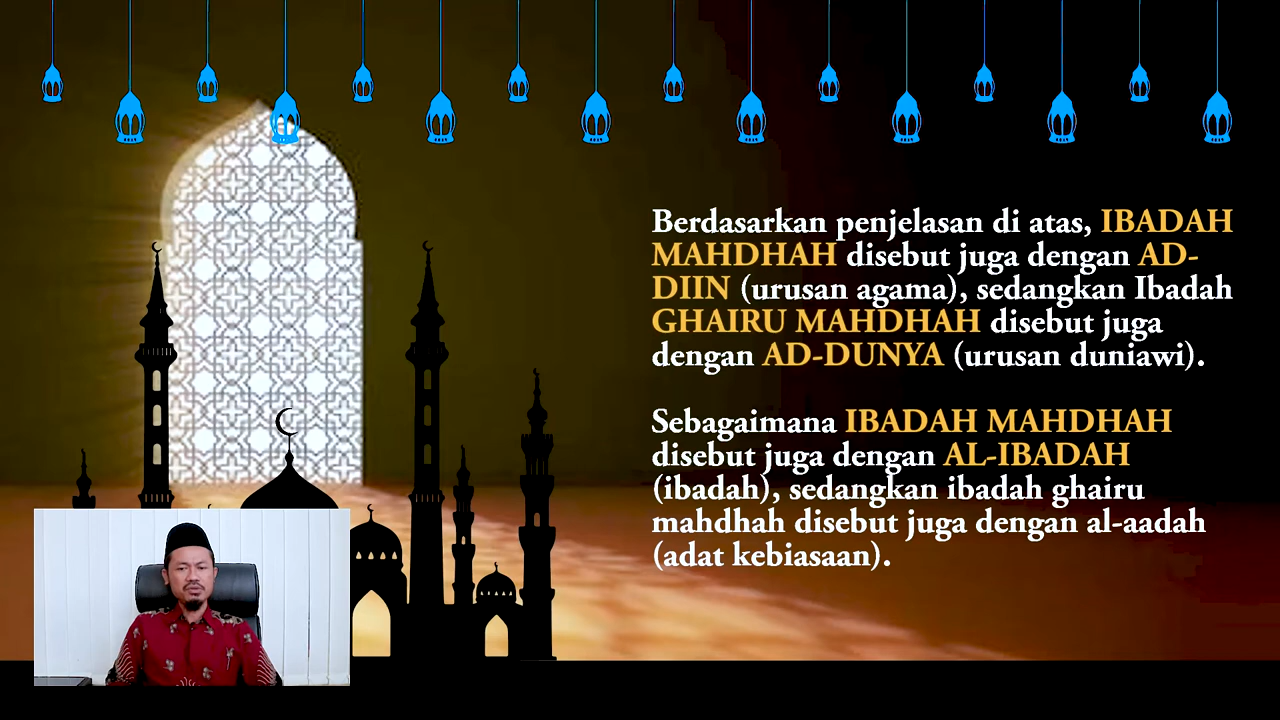 Berdasarkan penjelasan di atas, IBADAH
MAHDHAH disebut juga dengan AD-
DIIN (urusan agama), sedangkan Ibadah
GHAIRU MAHDHAH disebut juga
dengan AD-DUNYA (urusan duniawi).
Sebagaimana IBADAH MAHDHAH
disebut juga dengan AL-IBADAH
(ibadah), sedangkan ibadah ghairu
mahdhah disebut juga dengan al-aadah
(adat kebiasaan).